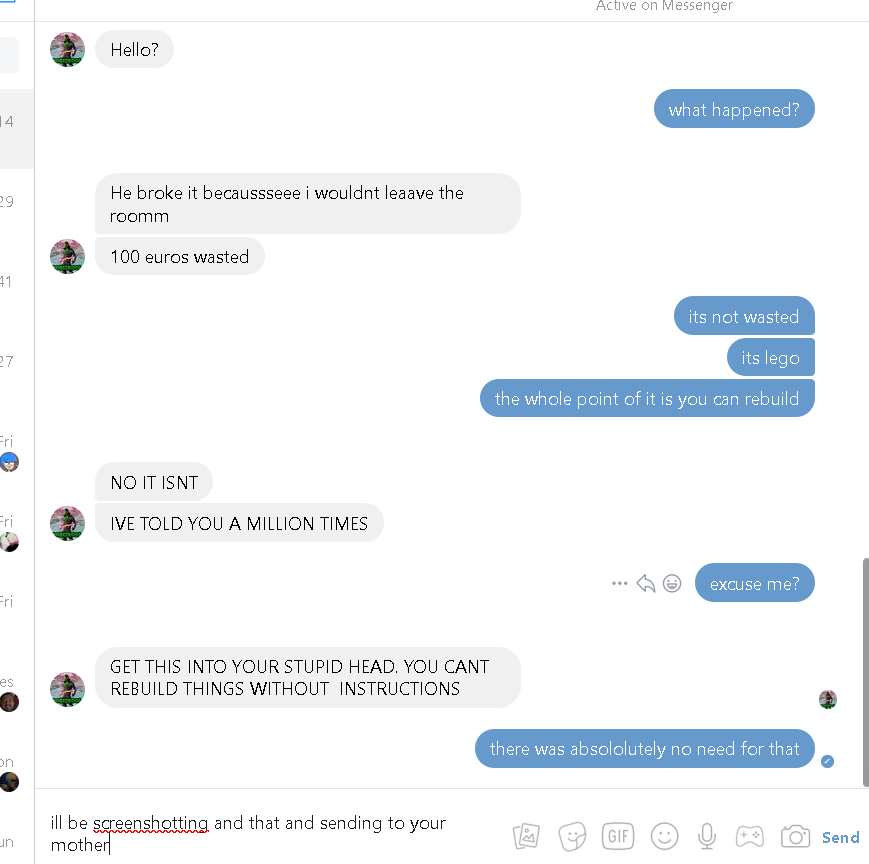 Active on Messenger
Hello?
14
what happened?
29
He broke it becaussseee i wouldnt leaaave the
roomm
100 euros wasted
41
its not wasted
its lego
27
the whole point of it is you can rebuild
Fri
NO IT ISNT
IVE TOLD YOU A MILLION TIMES
Fri
excuse me?
Fri
GET THIS INTO YOUR STUPID HEAD. YOU CANT
REBUILD THINGS WITHOUT  INSTRUCTIONS
es
there was absololutely no need for that
on
ill be screenshotting and that and sending to your
mother
GIF
Send
un